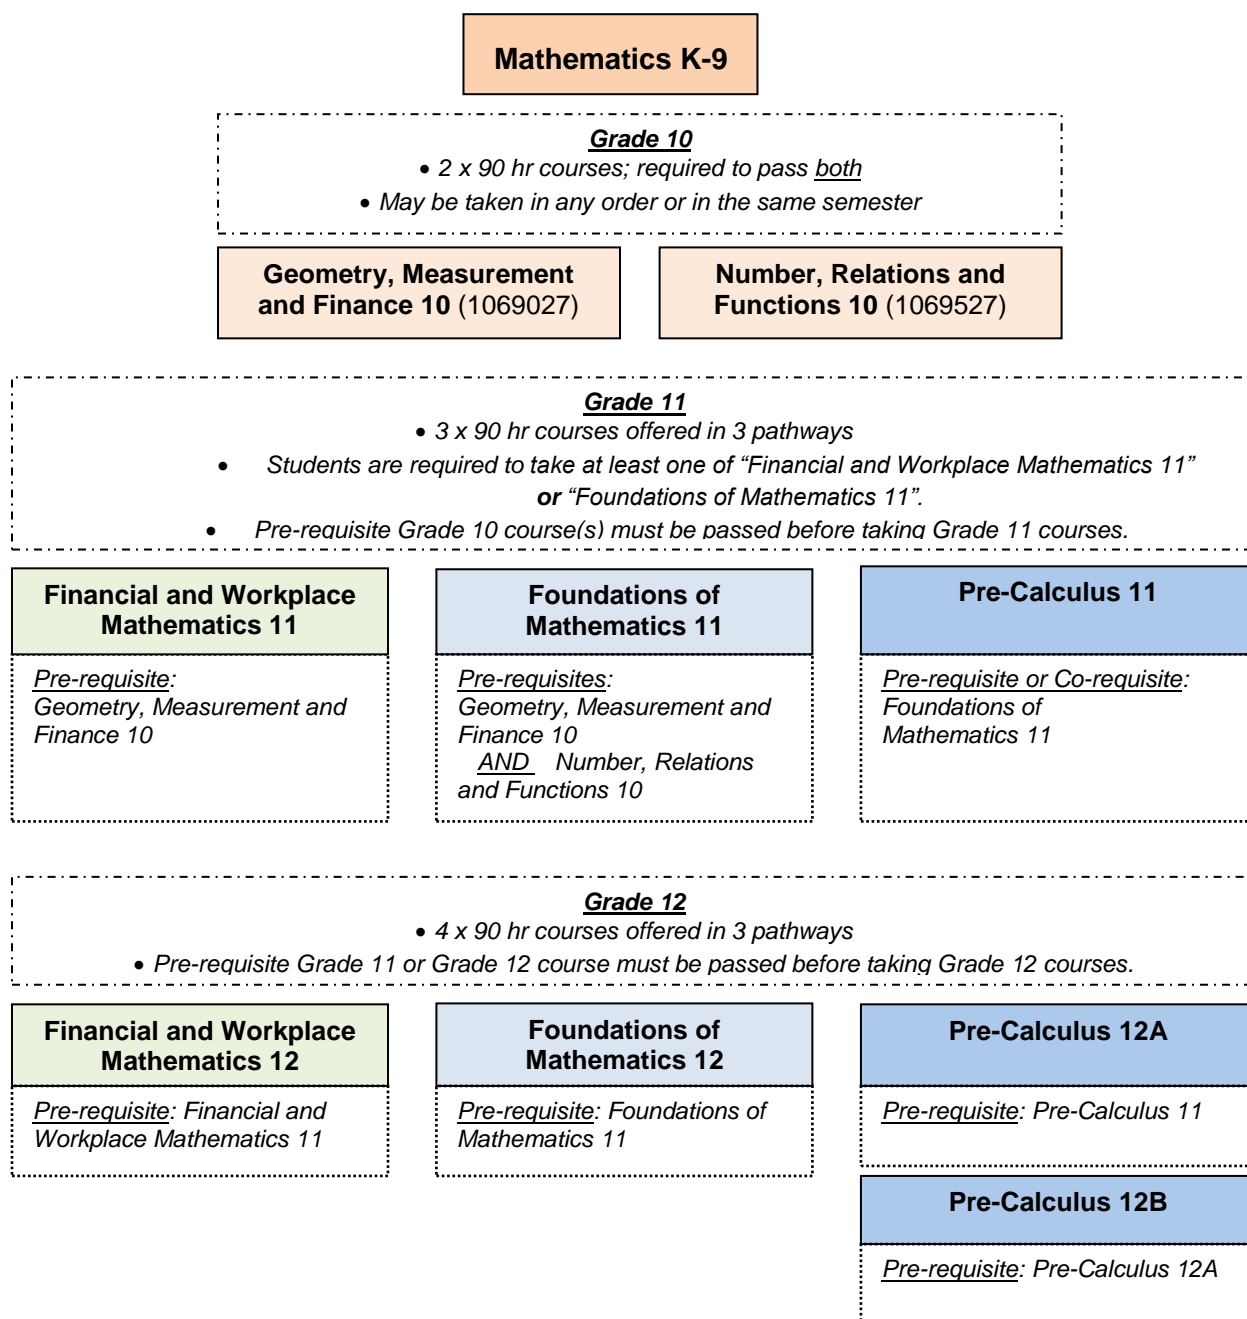 Mathematics K-9
Grade 10
• 2 x 90 hr courses; required to pass both
• May be taken in any order or in the same semester
Geometry, Measurement
and Finance 10 (1069027)
Number, Relations and
Functions 10 (1069527)
Grade 11
• 3 x 90 hr courses offered in 3 pathways
• Students are required to take at least one of “Financial and Workplace Mathematics 11”
or “Foundations of Mathematics 11”.
• Pre-requisite Grade 10 course(s) must be passed before taking Grade 11 courses.
Financial and Workplace
Mathematics 11
Pre-requisite:
Geometry, Measurement and
Finance 10
Foundations of
Mathematics 11
Pre-requisites:
Geometry, Measurement and
Finance 10
AND Number, Relations
and Functions 10
Pre-Calculus 11
Pre-requisite or Co-requisite:
Foundations of
Mathematics 11
Grade 12
• 4 x 90 hr courses offered in 3 pathways
• Pre-requisite Grade 11 or Grade 12 course must be passed before taking Grade 12 courses.
Financial and Workplace
Mathematics 12
Pre-requisite: Financial and
Workplace Mathematics 11
Foundations of
Mathematics 12
Pre-requisite: Foundations of
Mathematics 11
Pre-Calculus 12A
Pre-requisite: Pre-Calculus 11
Pre-Calculus 12B
Pre-requisite: Pre-Calculus 12A